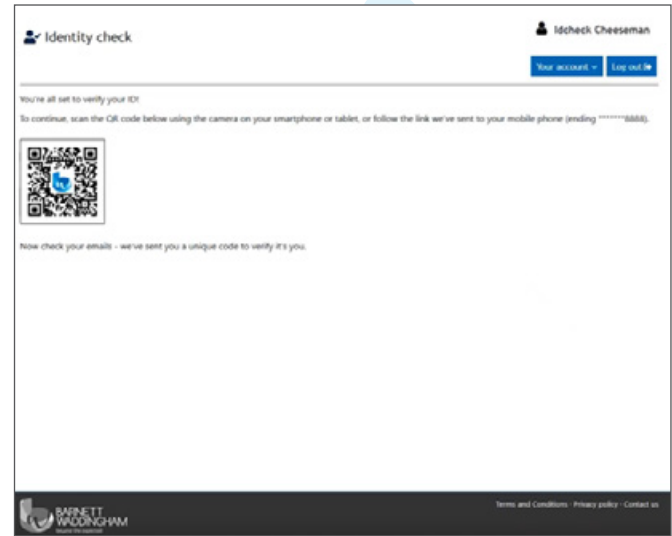 Identity check
Idcheck Cheeseman
Your account
Log out
You're all set to verify your ID!
To continue, scan the QR code below using the camera on your smartphone or tablet, or follow the link we've sent to your mobile phone (ending *******8888).
Now check your emails - we've sent you a unique code to verify it's you.
Terms and Conditions · Privacy policy · Contact us
BARNETT
WADDINGHAM
beyond the expected